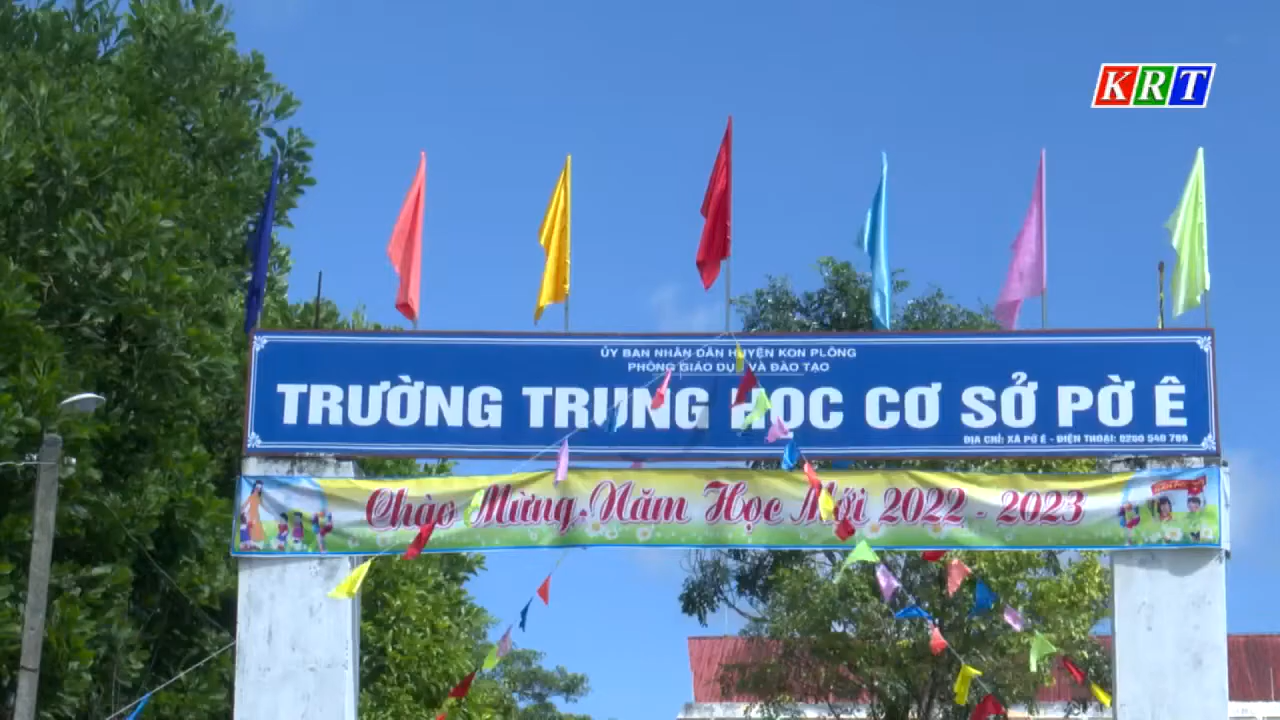 KRT
ỦY BAN NHÂN DÂN HUYỆN KON PLÔNG
PHÒNG GIÁO DỤC VÀ ĐÀO TẠO
TRƯỜNG TRUNG HỌC CƠ SỞ PỜ Ê
ĐỊA CHỈ: XÃ PỜ Ê - ĐIỆN THOẠI: 0260 540 799
Chào Mừng Năm Học Mới 2022 - 2023